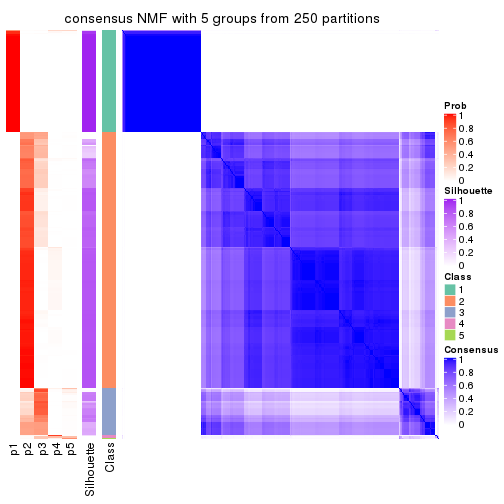 consensus NMF with 5 groups from 250 partitions
Prob
1
0.8
0.6
0.4
0.2
0
Silhouette
1
0.8
0.6
0.4
0.2
0
Class
1
2
3
4
5
Consensus
1
0.8
0.6
0.4
0.2
0
p1
p2
p3
p4
p5
Silhouette
Class